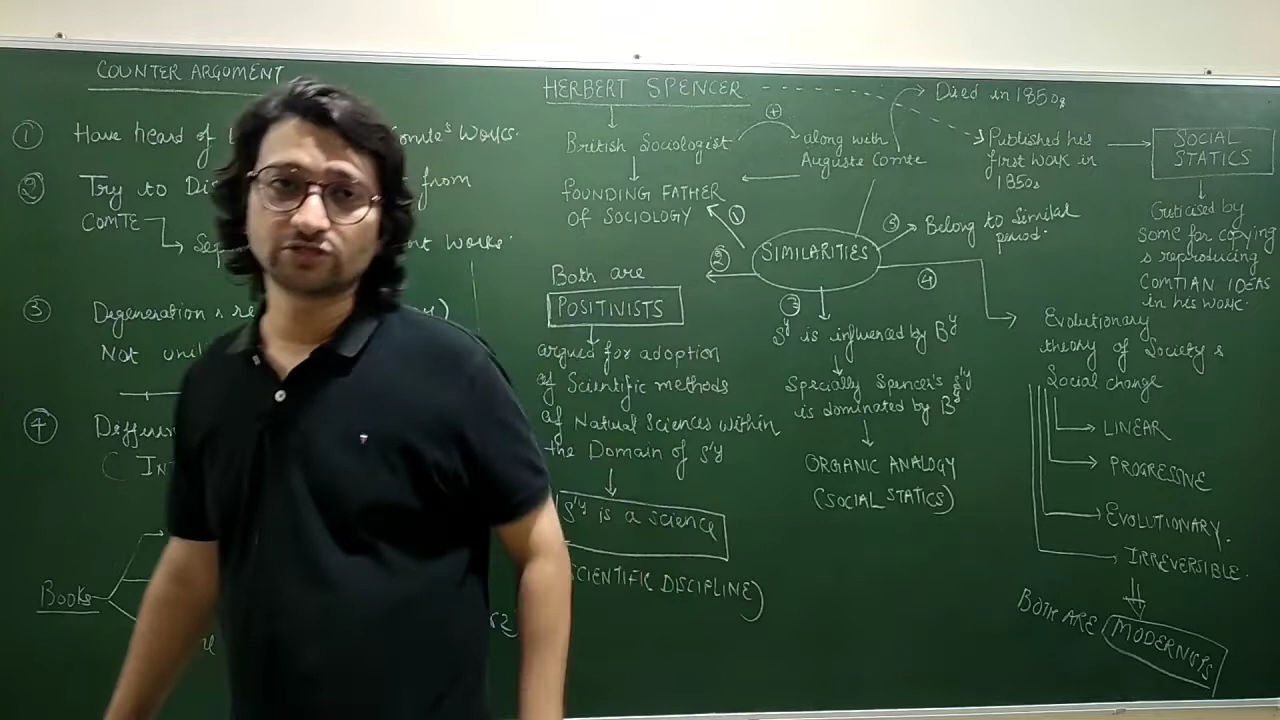 COUNTER ARGUMENT
① Have heard of Comte's Works.
② Try to from
COMTE
Works.
③ Degeneration &
Not
④
Books
HERBERT SPENCER
British Sociologist
FOUNDING FATHER
OF SOCIOLOGY
+
along with
Auguste Comte
Died in 1850s
Published his
first work in
1850s
SOCIAL
STATICS
Criticised by
some for copying
& reproducing
COMTIAN IDEAS
in his work.
SIMILARITIES
①
②
Both are
POSITIVISTS
argued for adoption
of Scientific methods
of Natural Sciences within
the Domain of S'y
S'y is a science
SCIENTIFIC DISCIPLINE)
③
Sy is influenced by By
Specially Spencer's S'y
is dominated by By
ORGANIC ANALOGY
(SOCIAL STATICS)
⑤ Belong to Similar
period.
④
Evolutionary
theory of Society &
Social change
LINEAR
PROGRESSIVE
EVOLUTIONARY.
IRREVERSIBLE.
BOTH ARE MODERNISTS